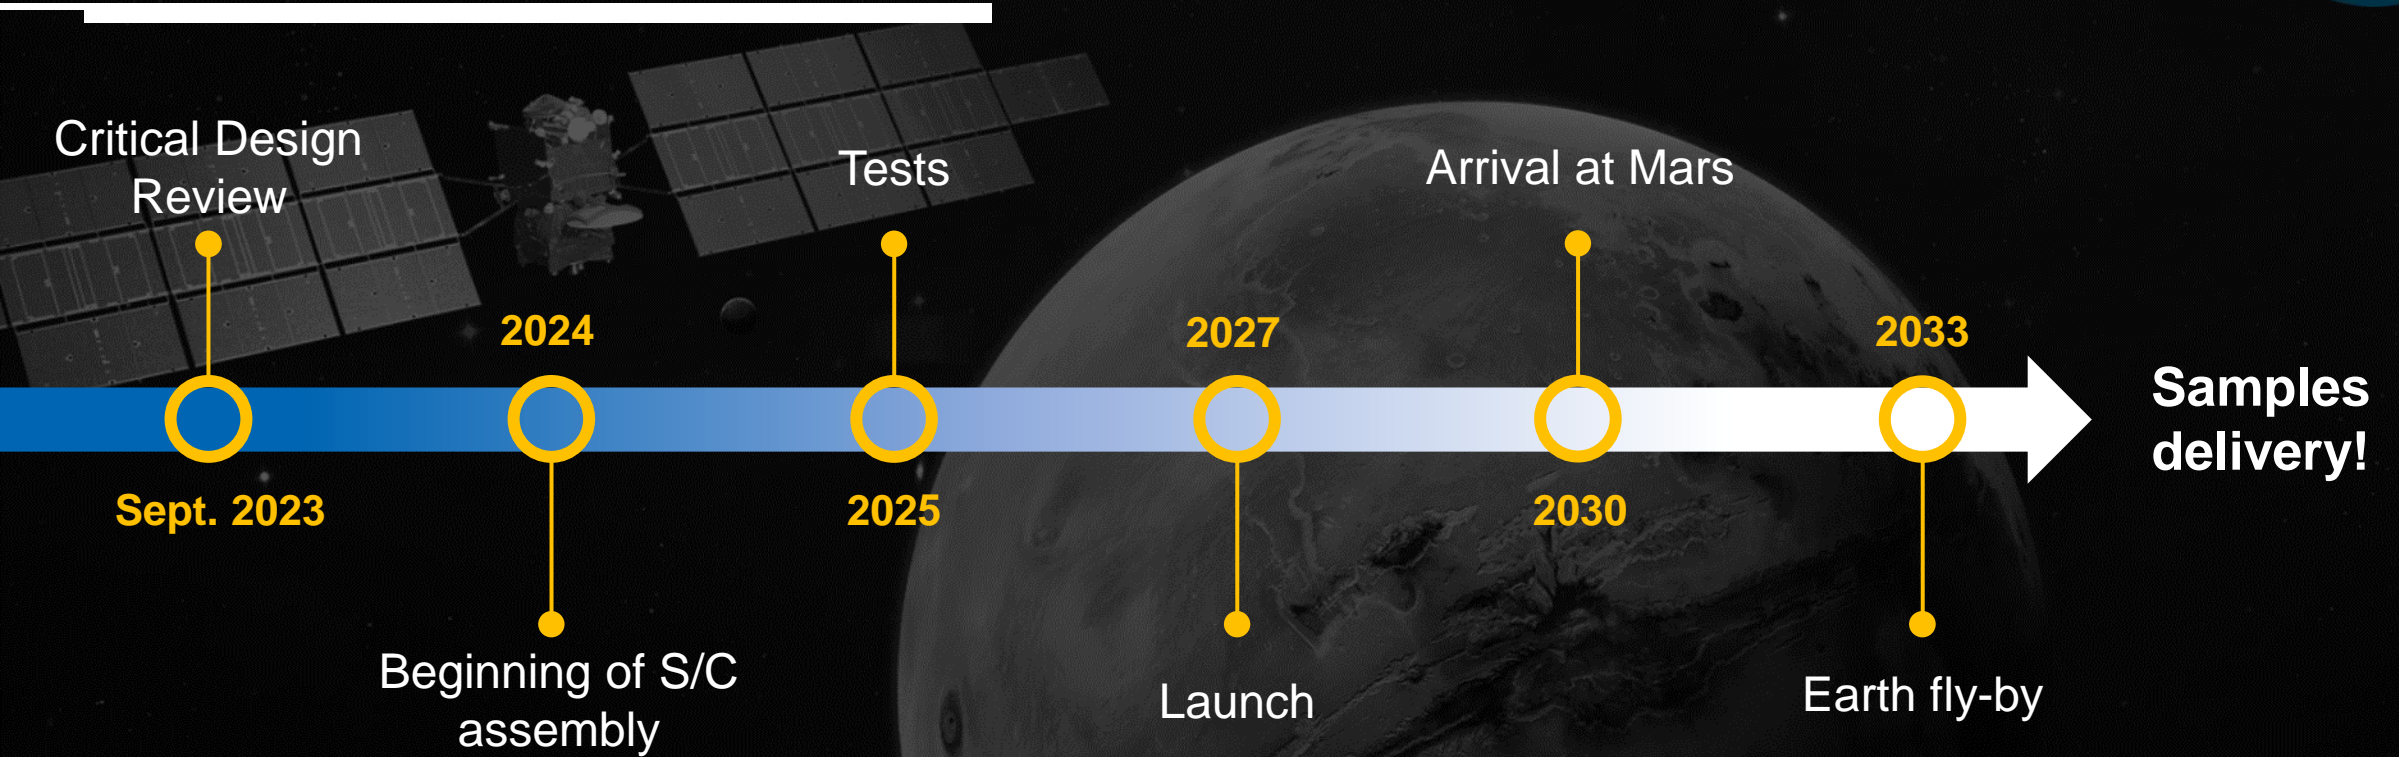 Critical Design
Review
Sept. 2023
2024
Beginning of S/C
assembly
Tests
2025
2027
Launch
Arrival at Mars
2030
2033
Earth fly-by
Samples
delivery!